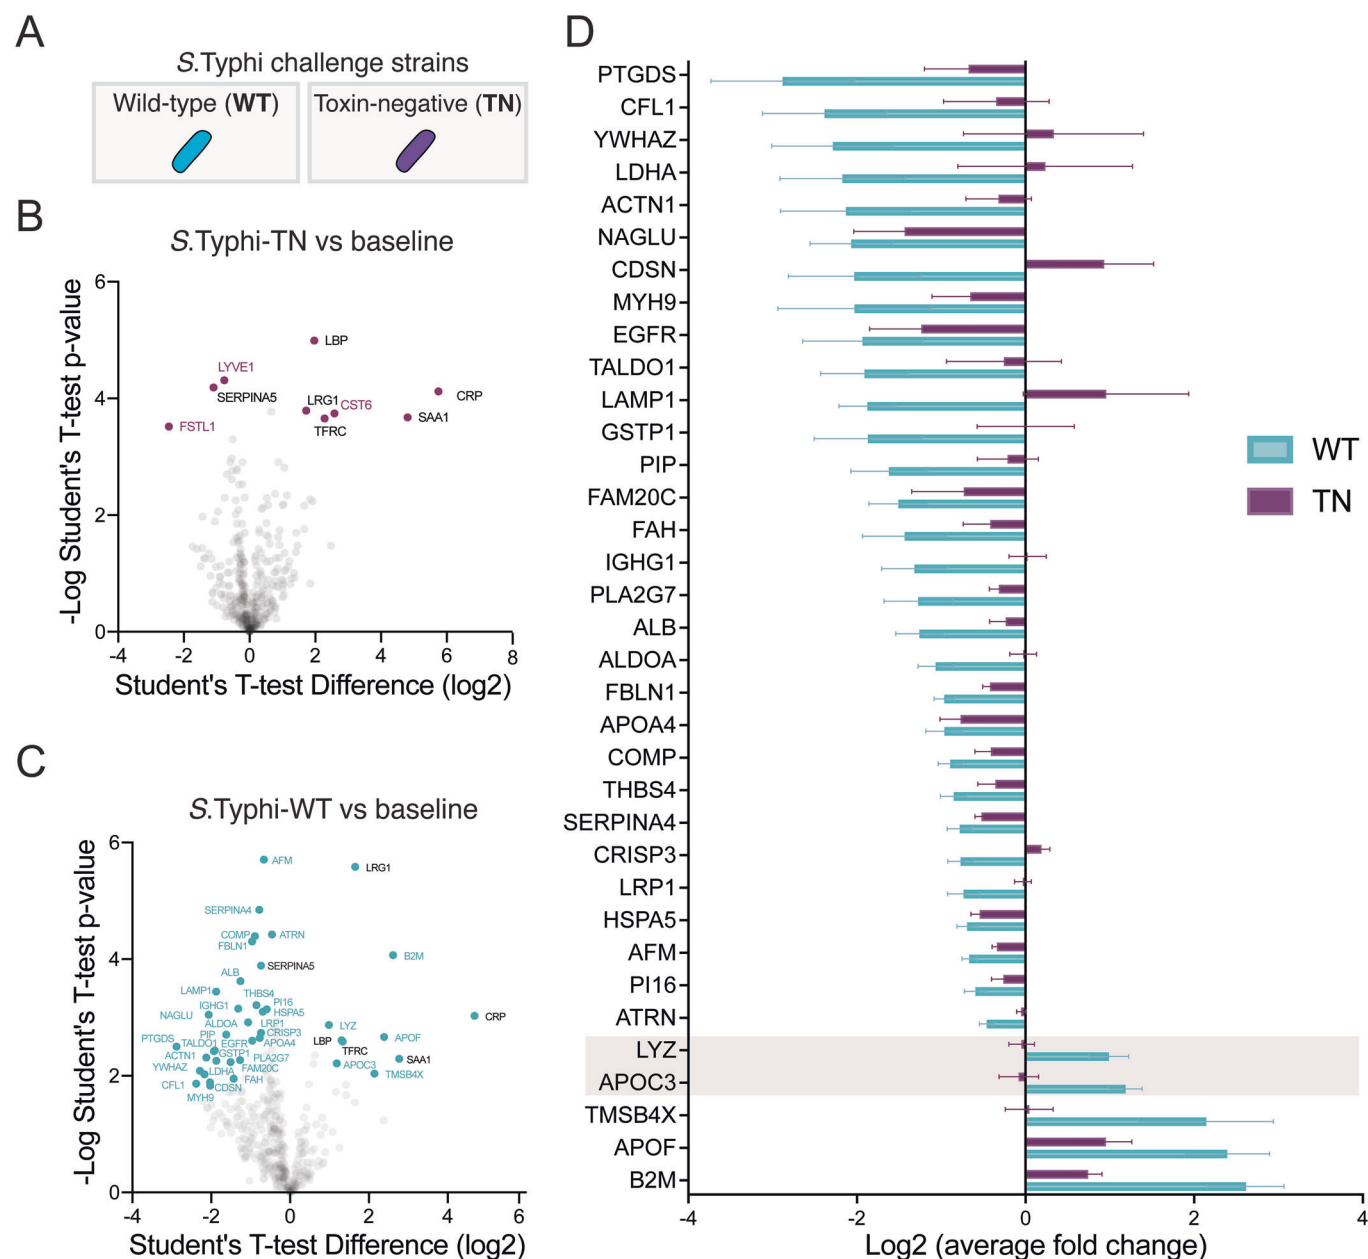 A
S.Typhi challenge strains
Wild-type (WT)
Toxin-negative (TN)
B
S.Typhi-TN vs baseline
-Log Student's T-test p-value
6
4
2
0
LBP
LYVE1
SERPINA5
FSTL1
LRG1
CST6
TFRC
CRP
SAA1
-4
-2
0
2
4
6
8
Student's T-test Difference (log2)
C
S.Typhi-WT vs baseline
-Log Student's T-test p-value
6
4
2
0
AFM
LRG1
SERPINA4
COMP
FBLN1
ATRN
B2M
SERPINA5
ALB
LAMP1
THBS4
IGHG1
PI16
HSPA5
NAGLU
ALDOA
LRP1
LYZ
CRP
PIP
CRISP3
PTGDS
TALDO1
EGFR
APOA4
LBP
APOF
ACTN1
GSTP1
TFRC
YWHAZ
PLA2G7
SAA1
LDHA
FAM20C
APOC3
CFL1
CDSN
FAH
TMSB4X
MYH9
-4
-2
0
2
4
6
Student's T-test Difference (log2)
D
PTGDS
CFL1
YWHAZ
LDHA
ACTN1
NAGLU
CDSN
MYH9
EGFR
TALDO1
LAMP1
GSTP1
PIP
FAM20C
FAH
IGHG1
PLA2G7
ALB
ALDOA
FBLN1
APOA4
COMP
THBS4
SERPINA4
CRISP3
LRP1
HSPA5
AFM
PI16
ATRN
LYZ
APOC3
TMSB4X
APOF
B2M
WT
TN
-4
-2
0
2
4
Log2 (average fold change)